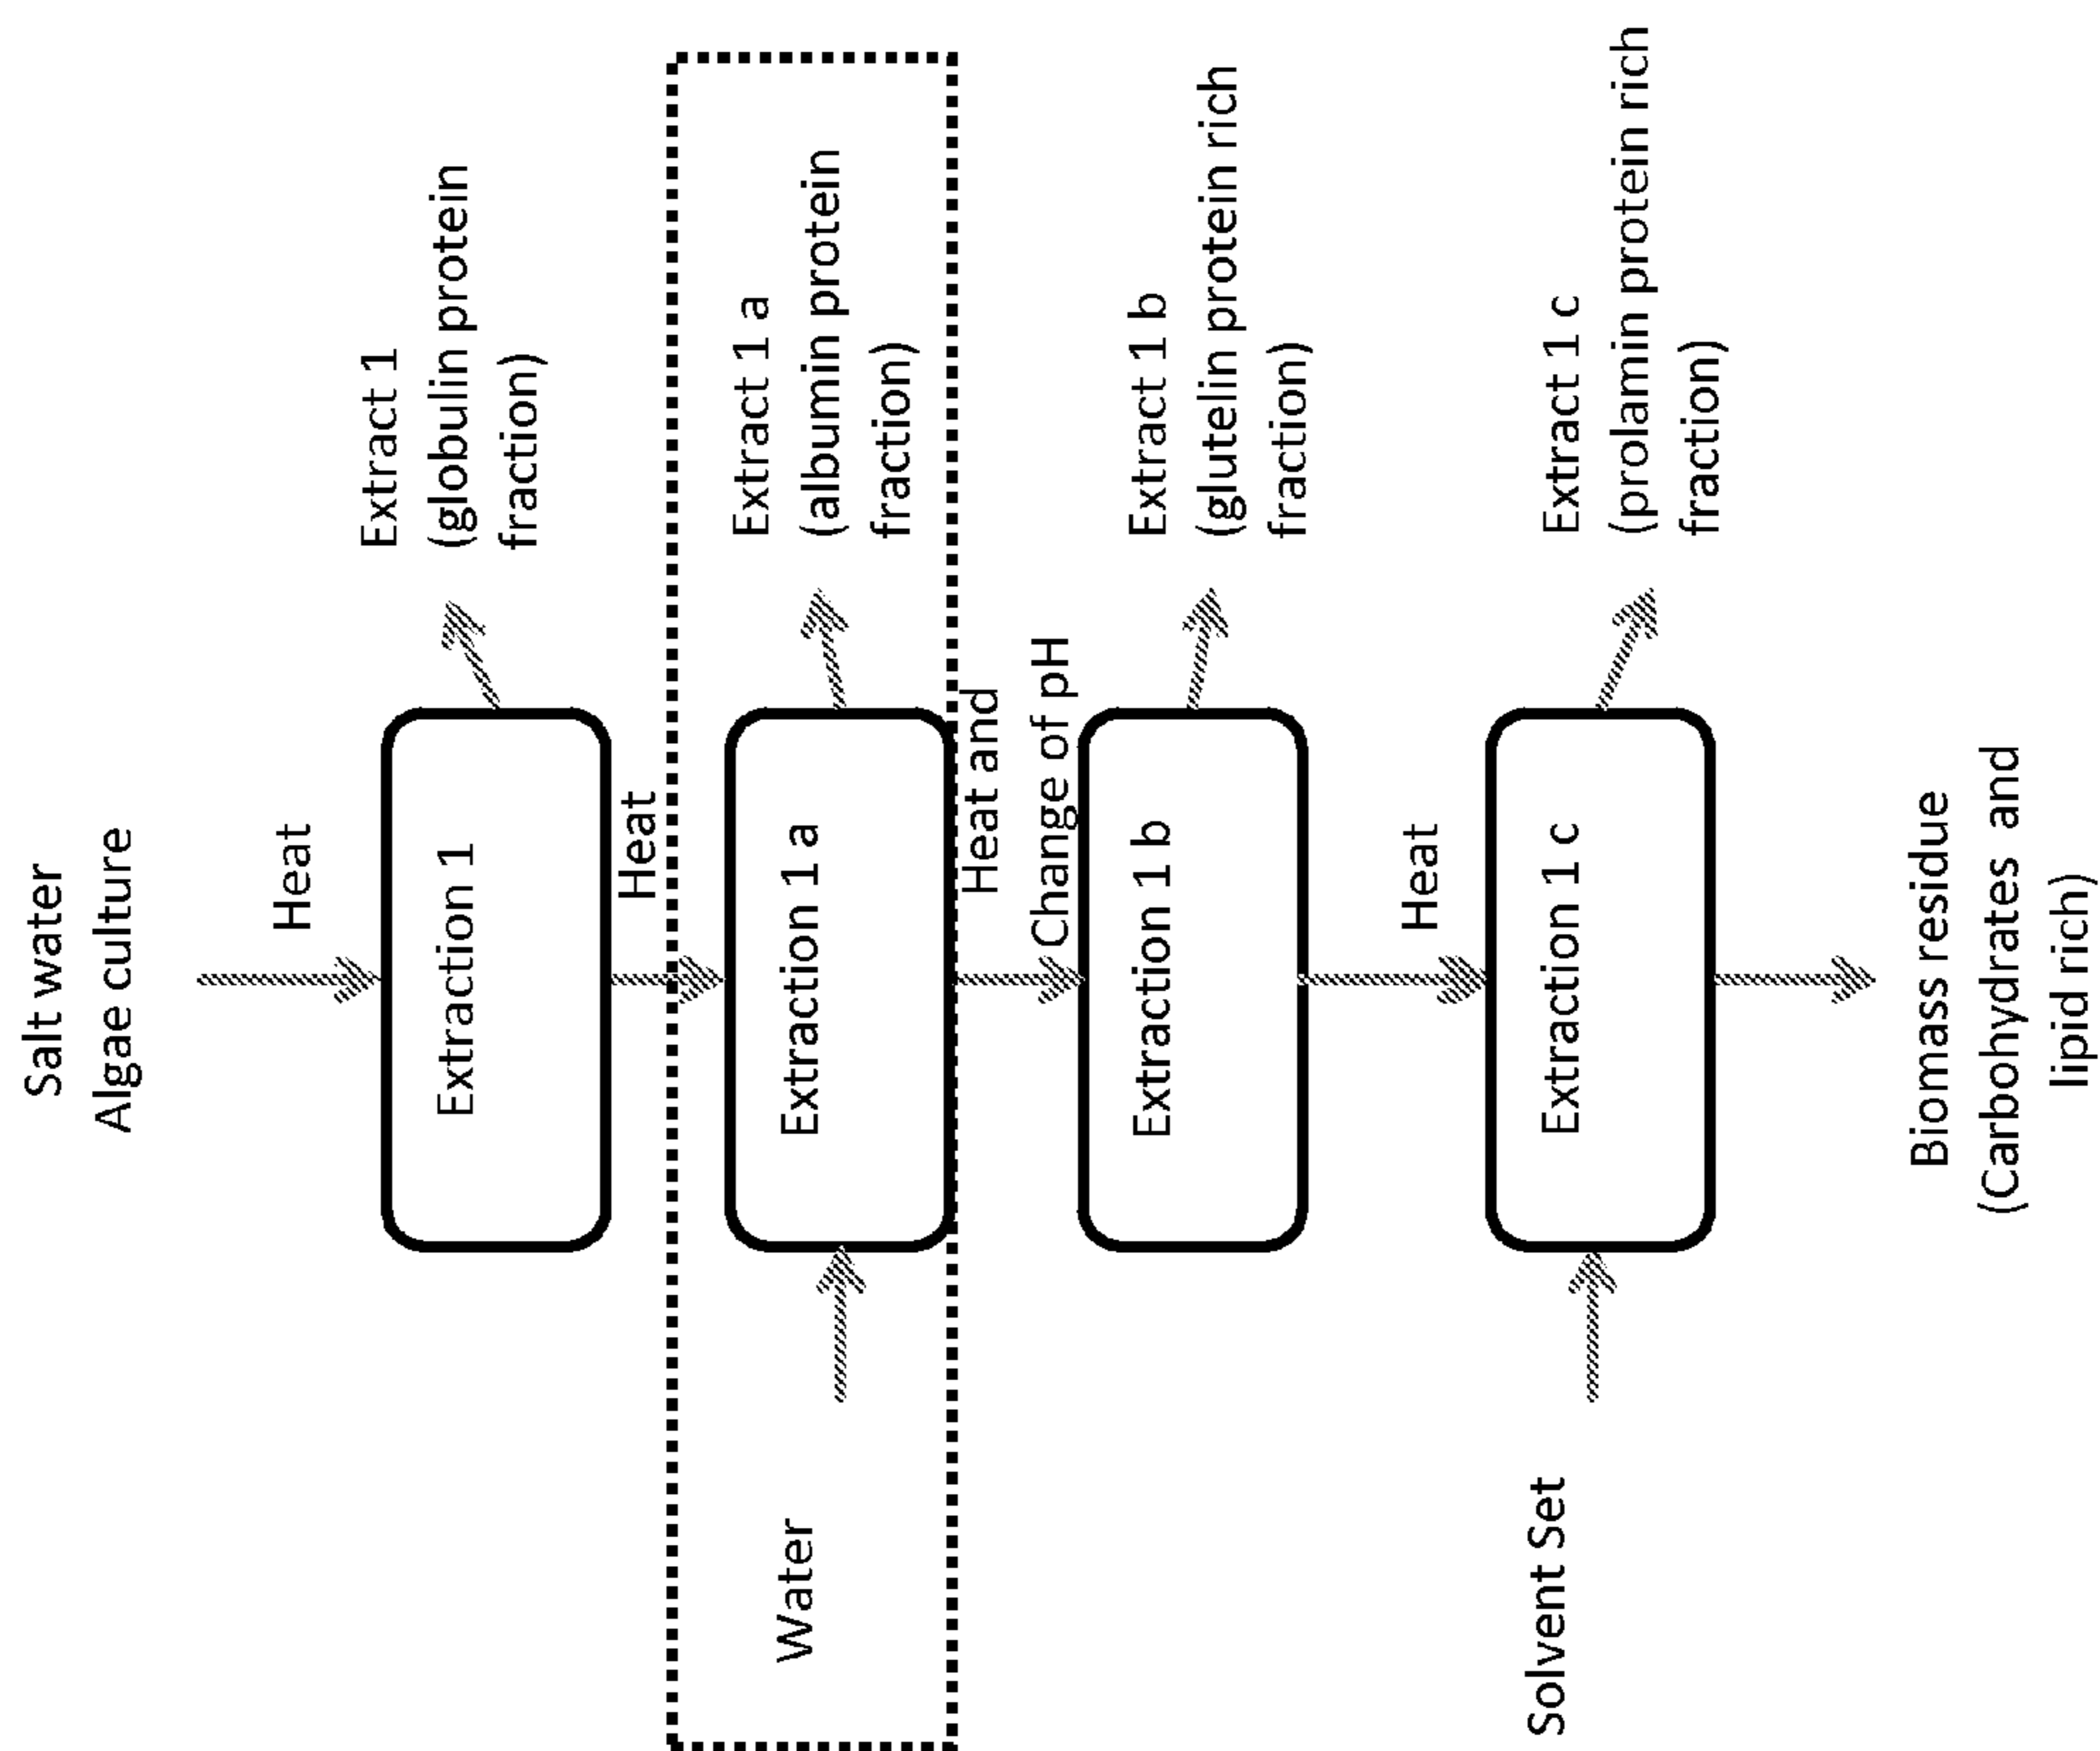 Salt water
Algae culture
Heat
Extraction 1
Extract 1
(globulin protein
fraction)
Heat
Water
Extraction 1 a
Extract 1 a
(albumin protein
fraction)
Heat and
Change of pH
Extraction 1 b
Extract 1 b
(glutelin protein rich
fraction)
Heat
Solvent Set
Extraction 1 c
Extract 1 c
(prolamin protein rich
fraction)
Biomass residue
(Carbohydrates and
lipid rich)